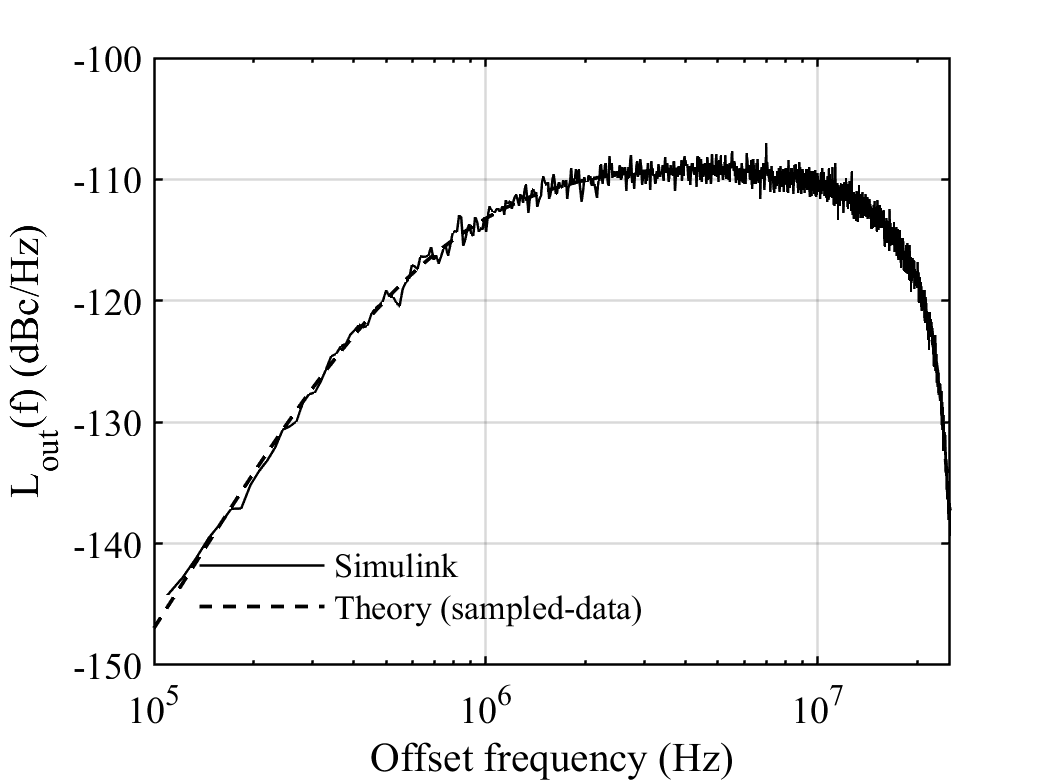 -100
-110
-120
-130
-140
-150
L_out(f) (dBc/Hz)
Simulink
Theory (sampled-data)
10^5
10^6
10^7
Offset frequency (Hz)